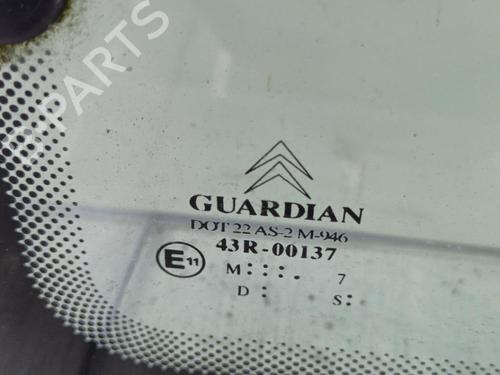 B-PARTS
GUARDIAN
DOT 22 AS-2 M-946
43R-00137
E11
M :::: . 7
D : S: